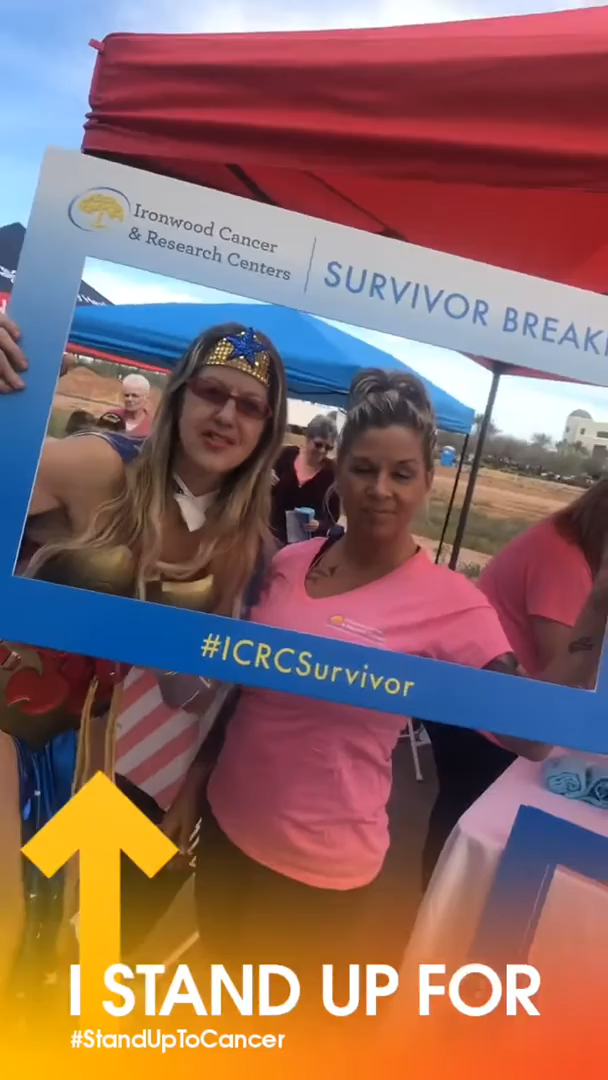 Ironwood Cancer
& Research Centers
SURVIVOR BREAK
#ICRCSurvivor
I STAND UP FOR
#StandUpToCancer